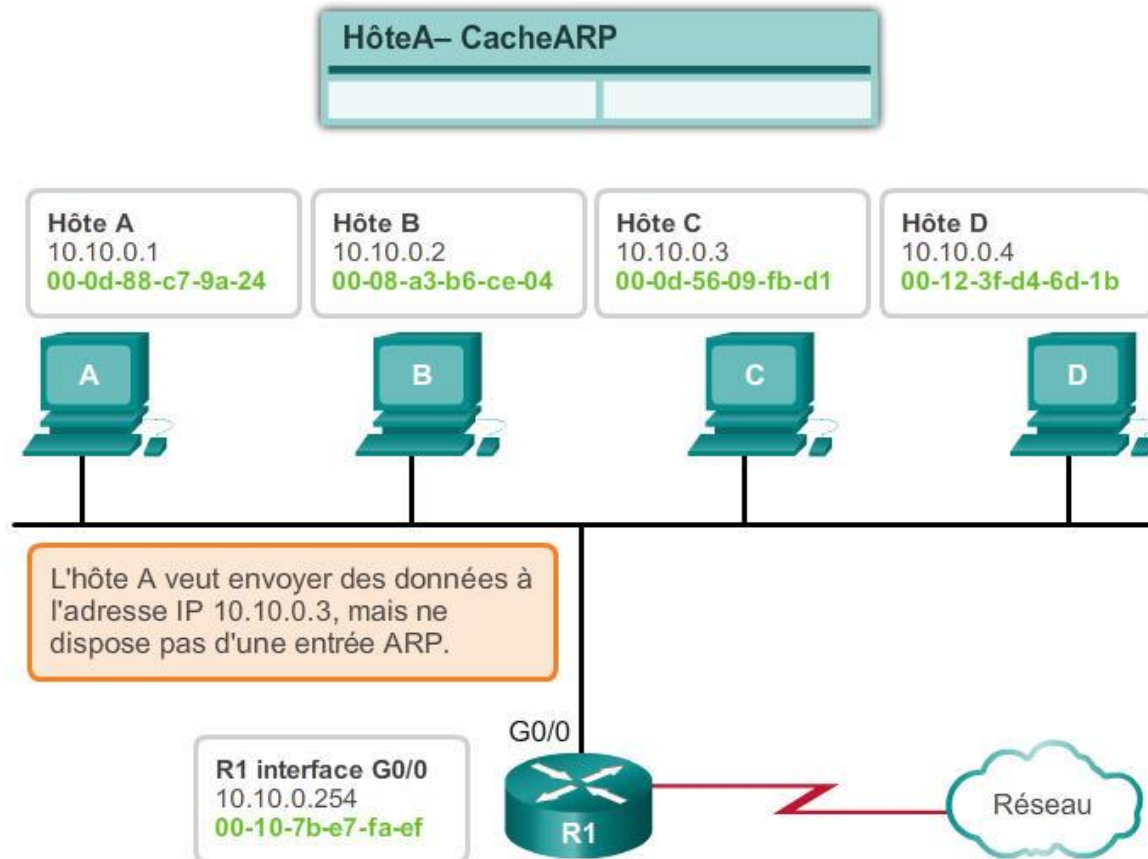 HôteA– CacheARP
Hôte A
10.10.0.1
00-0d-88-c7-9a-24
Hôte B
10.10.0.2
00-08-a3-b6-ce-04
Hôte C
10.10.0.3
00-0d-56-09-fb-d1
Hôte D
10.10.0.4
00-12-3f-d4-6d-1b
A
B
C
D
L'hôte A veut envoyer des données à
l'adresse IP 10.10.0.3, mais ne
dispose pas d'une entrée ARP.
G0/0
R1 interface G0/0
10.10.0.254
00-10-7b-e7-fa-ef
R1
Réseau